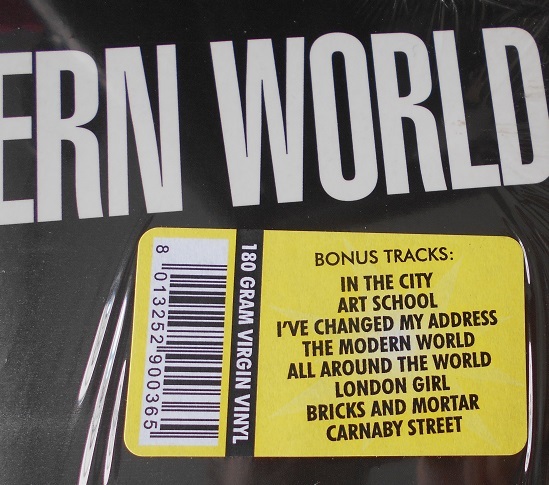 ERN WORLD
BONUS TRACKS:
IN THE CITY
ART SCHOOL
I'VE CHANGED MY ADDRESS
THE MODERN WORLD
ALL AROUND THE WORLD
LONDON GIRL
BRICKS AND MORTAR
CARNABY STREET
180 GRAM VIRGIN VINYL
8 013252 900365